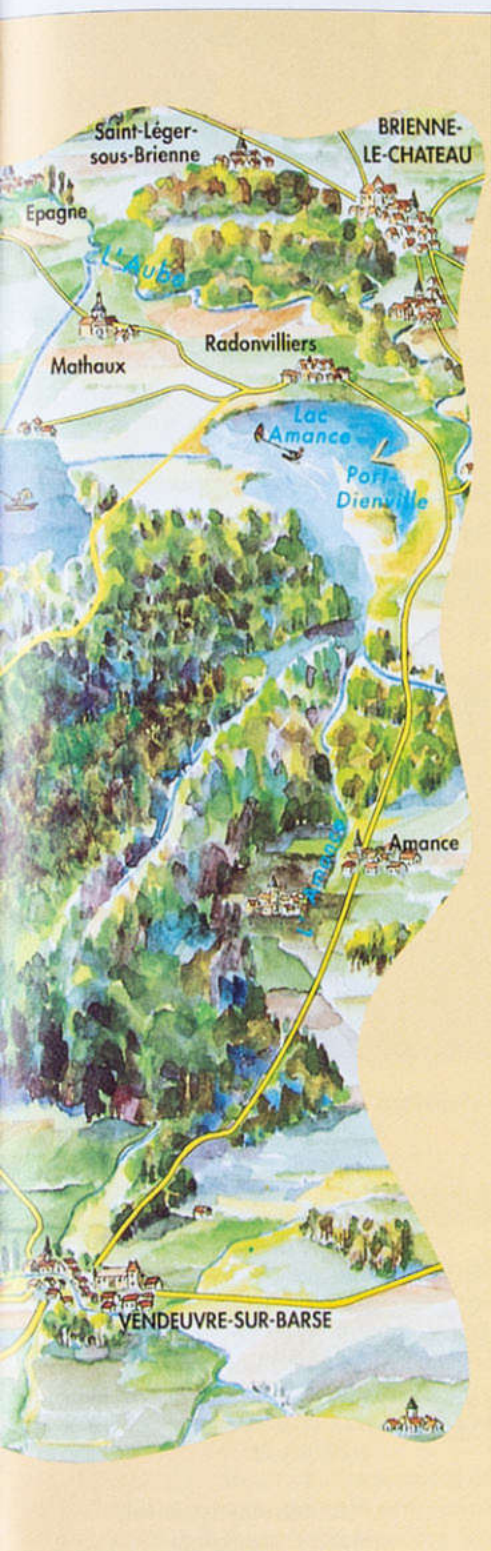 Saint-Léger-
sous-Brienne
BRIENNE-
LE-CHATEAU
Epagne
L'Aube
Radonvilliers
Mathaux
Lac
Amance
Port-
Dienville
Amance
L'Amance
VENDEUVRE-SUR-BARSE